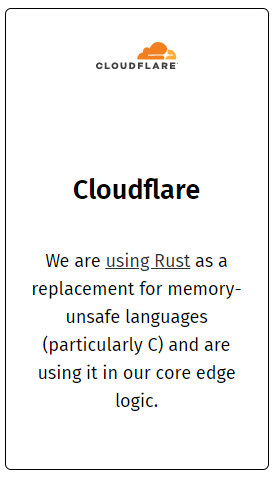 CLOUDFLARE
Cloudflare
We are using Rust as a
replacement for memory-
unsafe languages
(particularly C) and are
using it in our core edge
logic.